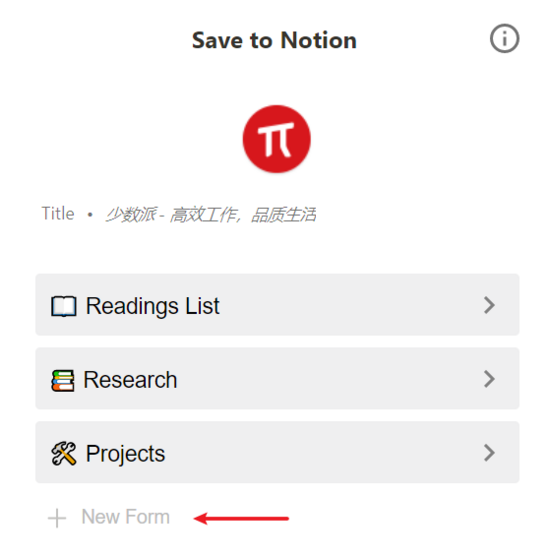 Save to Notion
Title • 少数派 - 高效工作，品质生活
Readings List
Research
Projects
+ New Form